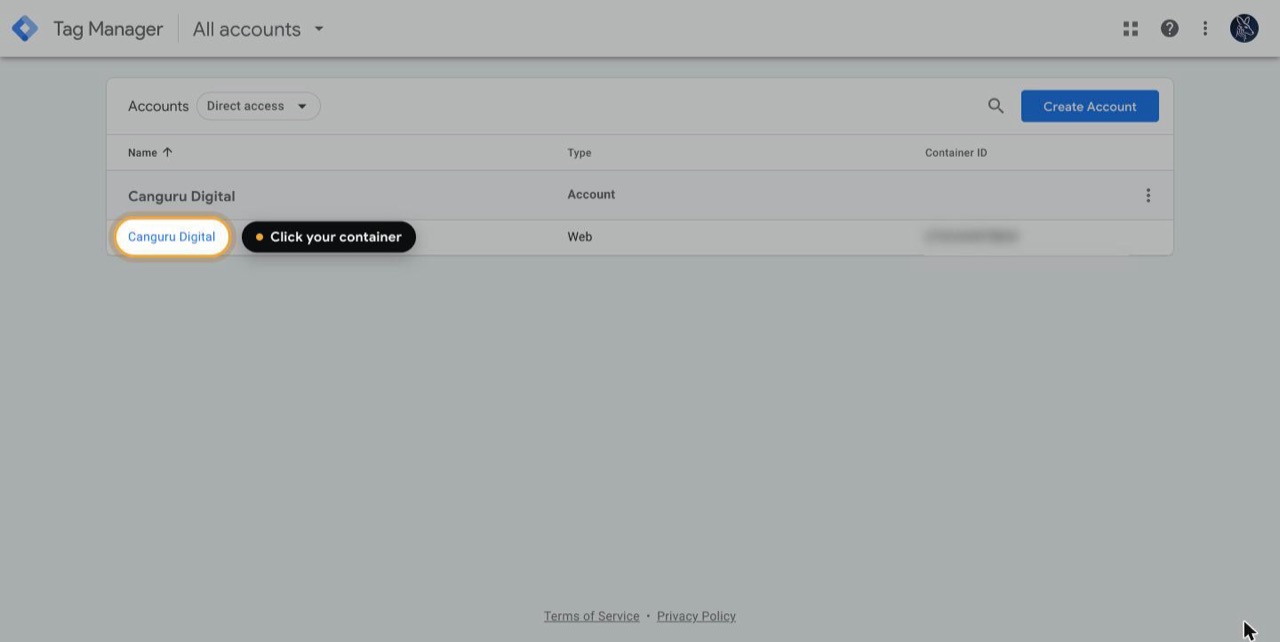 Tag Manager All accounts
Accounts Direct access Create Account
Name Type Container ID
Canguru Digital Account
Canguru Digital Click your container Web
Terms of Service • Privacy Policy